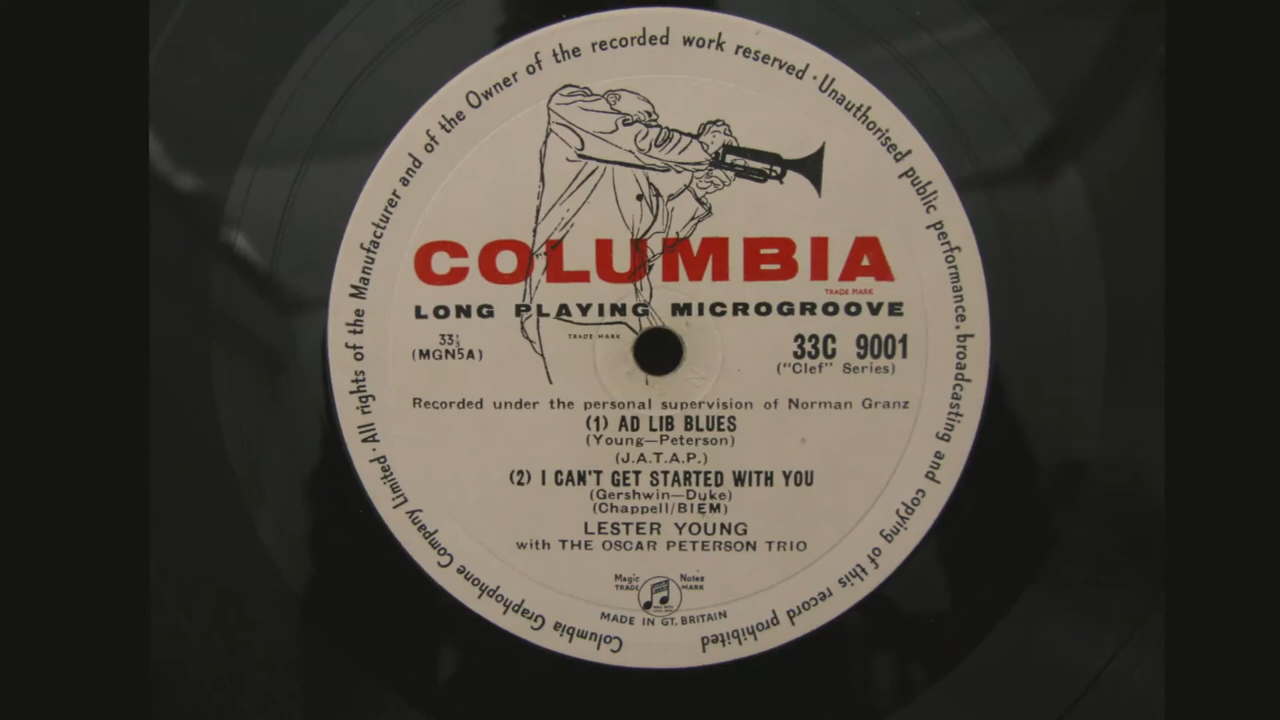 Columbia Graphophone Company Limited · All rights of the Manufacturer and of the Owner of the recorded work reserved · Unauthorised public performance, broadcasting and copying of this record prohibited
COLUMBIA
TRADE MARK
LONG PLAYING MICROGROOVE
TRADE MARK
33⅓
33C 9001
(MGN5A)
("Clef" Series)
Recorded under the personal supervision of Norman Granz
(1) AD LIB BLUES
(Young—Peterson)
(J.A.T.A.P.)
(2) I CAN'T GET STARTED WITH YOU
(Gershwin—Duke)
(Chappell/BIEM)
LESTER YOUNG
with THE OSCAR PETERSON TRIO
Magic Notes
TRADE MARK
MADE IN GT. BRITAIN